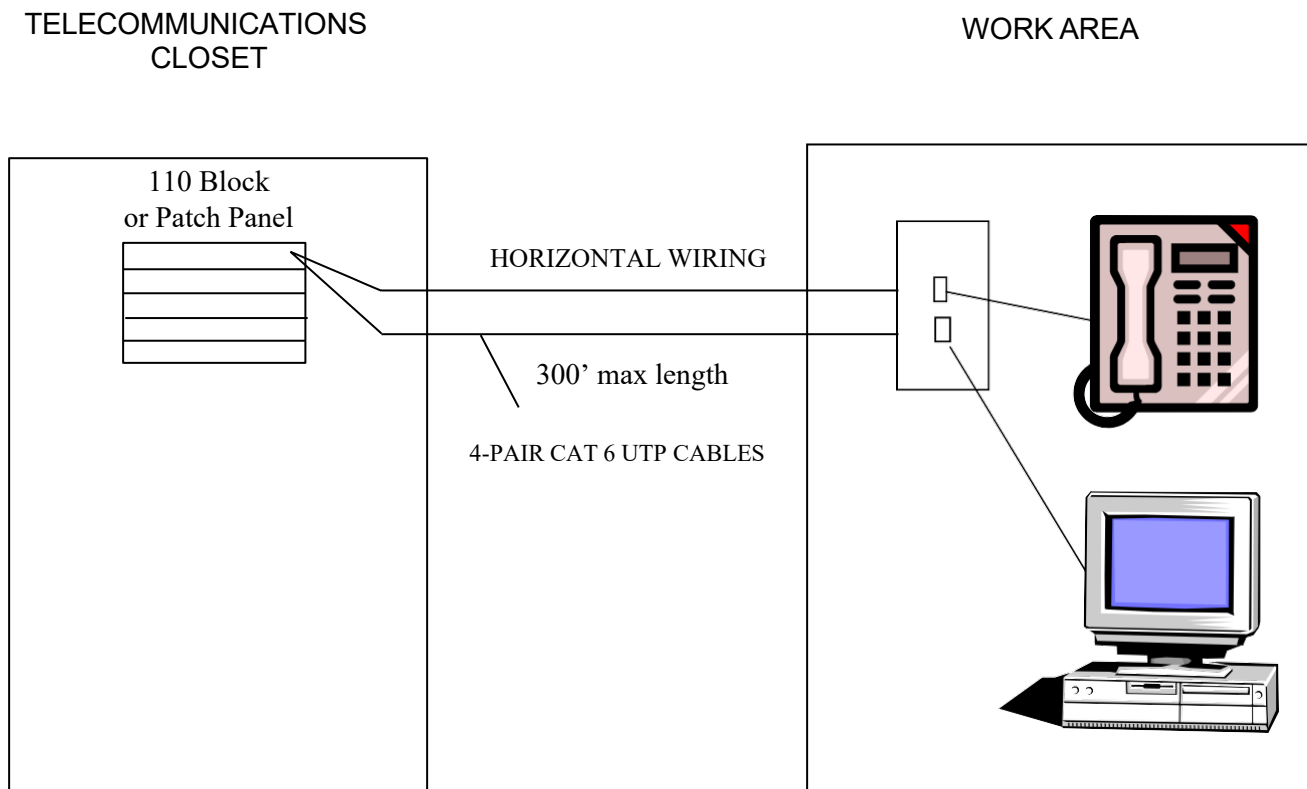 TELECOMMUNICATIONS
CLOSET
WORK AREA
110 Block
or Patch Panel
HORIZONTAL WIRING
300’ max length
4-PAIR CAT 6 UTP CABLES